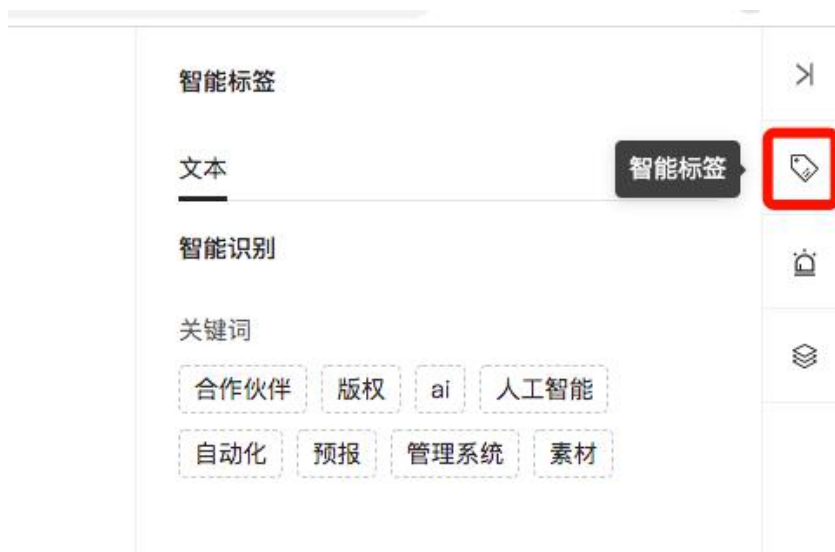 智能标签
文本
智能标签
智能识别
关键词
合作伙伴 版权 ai 人工智能
自动化 预报 管理系统 素材